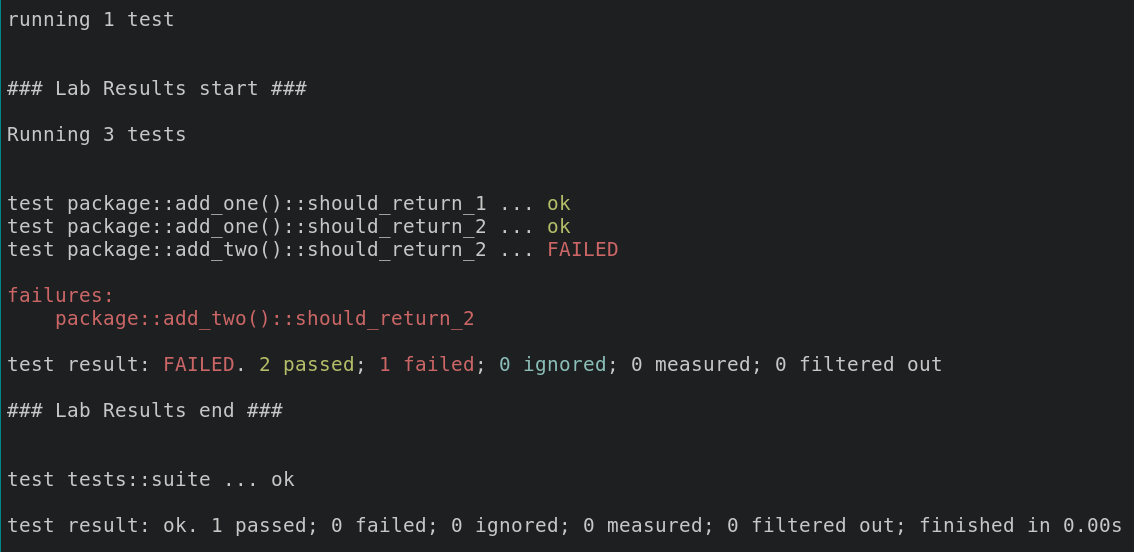 running 1 test
### Lab Results start ###
Running 3 tests
test package::add_one()::should_return_1 ... ok
test package::add_one()::should_return_2 ... ok
test package::add_two()::should_return_2 ... FAILED
failures:
    package::add_two()::should_return_2
test result: FAILED. 2 passed; 1 failed; 0 ignored; 0 measured; 0 filtered out
### Lab Results end ###
test tests::suite ... ok
test result: ok. 1 passed; 0 failed; 0 ignored; 0 measured; 0 filtered out; finished in 0.00s